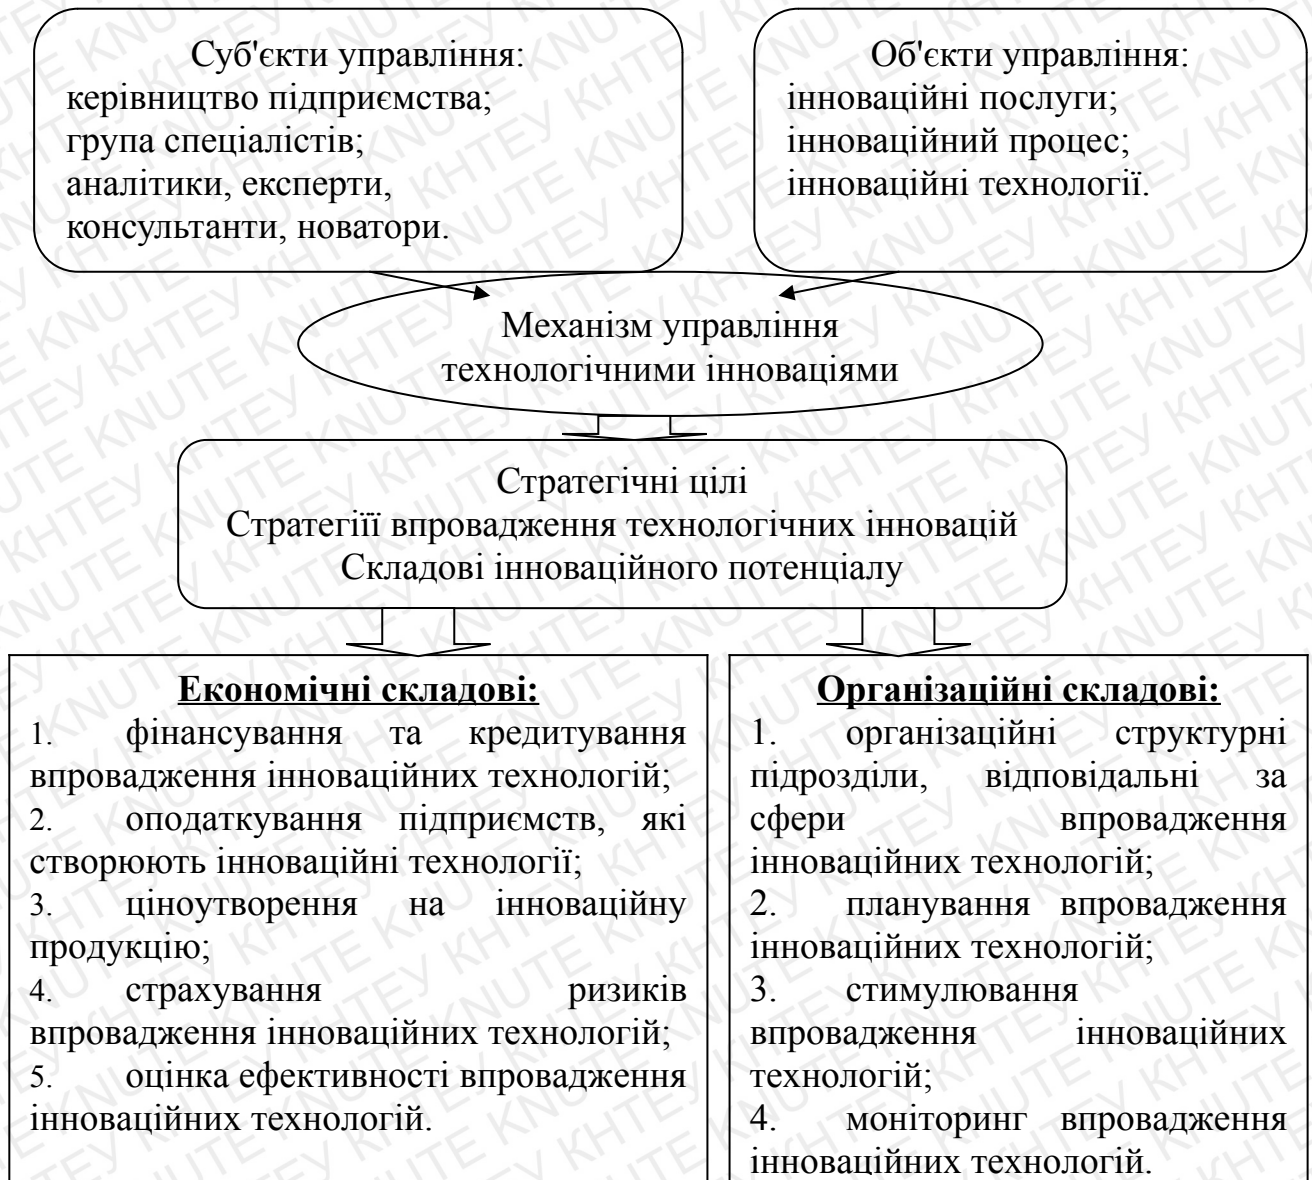 Суб'єкти управління:
керівництво підприємства;
група спеціалістів;
аналітики, експерти,
консультанти, новатори.
Об'єкти управління:
інноваційні послуги;
інноваційний процес;
інноваційні технології.
Механізм управління
технологічними інноваціями
Стратегічні цілі
Стратегіїї впровадження технологічних інновацій
Складові інноваційного потенціалу
Економічні складові:
1. фінансування та кредитування
впровадження інноваційних технологій;
2. оподаткування підприємств, які
створюють інноваційні технології;
3. ціноутворення на інноваційну
продукцію;
4. страхування ризиків
впровадження інноваційних технологій;
5. оцінка ефективності впровадження
інноваційних технологій.
Організаційні складові:
1. організаційні структурні
підрозділи, відповідальні за
сфери впровадження
інноваційних технологій;
2. планування впровадження
інноваційних технологій;
3. стимулювання
впровадження інноваційних
технологій;
4. моніторинг впровадження
інноваційних технологій.